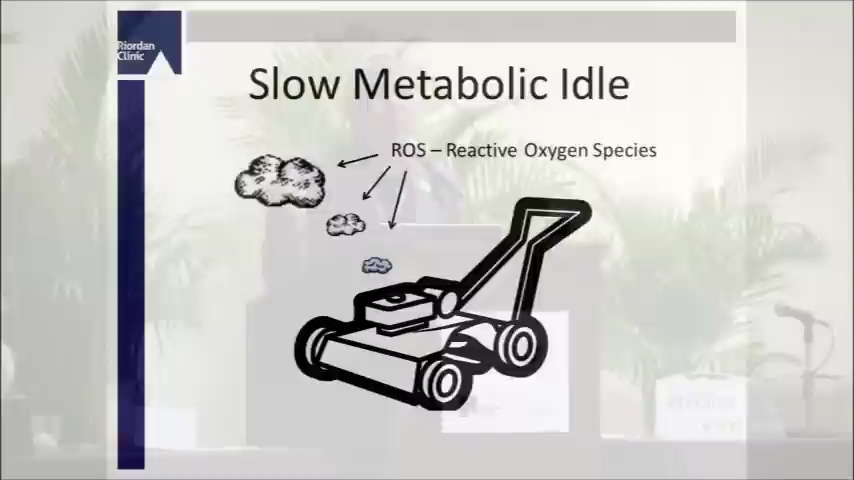 Riordan
Clinic
Slow Metabolic Idle
ROS – Reactive Oxygen Species